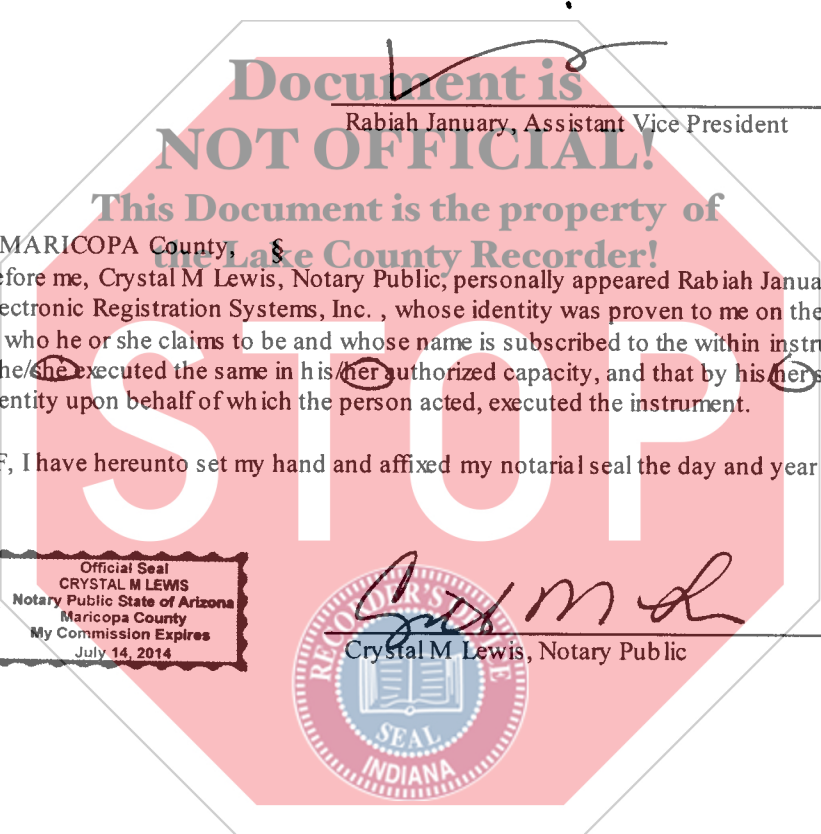 Document is
Rabiah January, Assistant Vice President
NOT OFFICIAL!
This Document is the property of
MARICOPA County, §
the Lake County Recorder!
efore me, Crystal M Lewis, Notary Public, personally appeared Rabiah Janua
ectronic Registration Systems, Inc. , whose identity was proven to me on the
who he or she claims to be and whose name is subscribed to the within instru
he/she executed the same in his/her authorized capacity, and that by his/her s
entity upon behalf of which the person acted, executed the instrument.
F, I have hereunto set my hand and affixed my notarial seal the day and year
STOP
Official Seal
CRYSTAL M LEWIS
Notary Public State of Arizona
Maricopa County
My Commission Expires
July 14, 2014
Crystal M Lewis, Notary Public
RECORDER'S OFFICE
SEAL
INDIANA